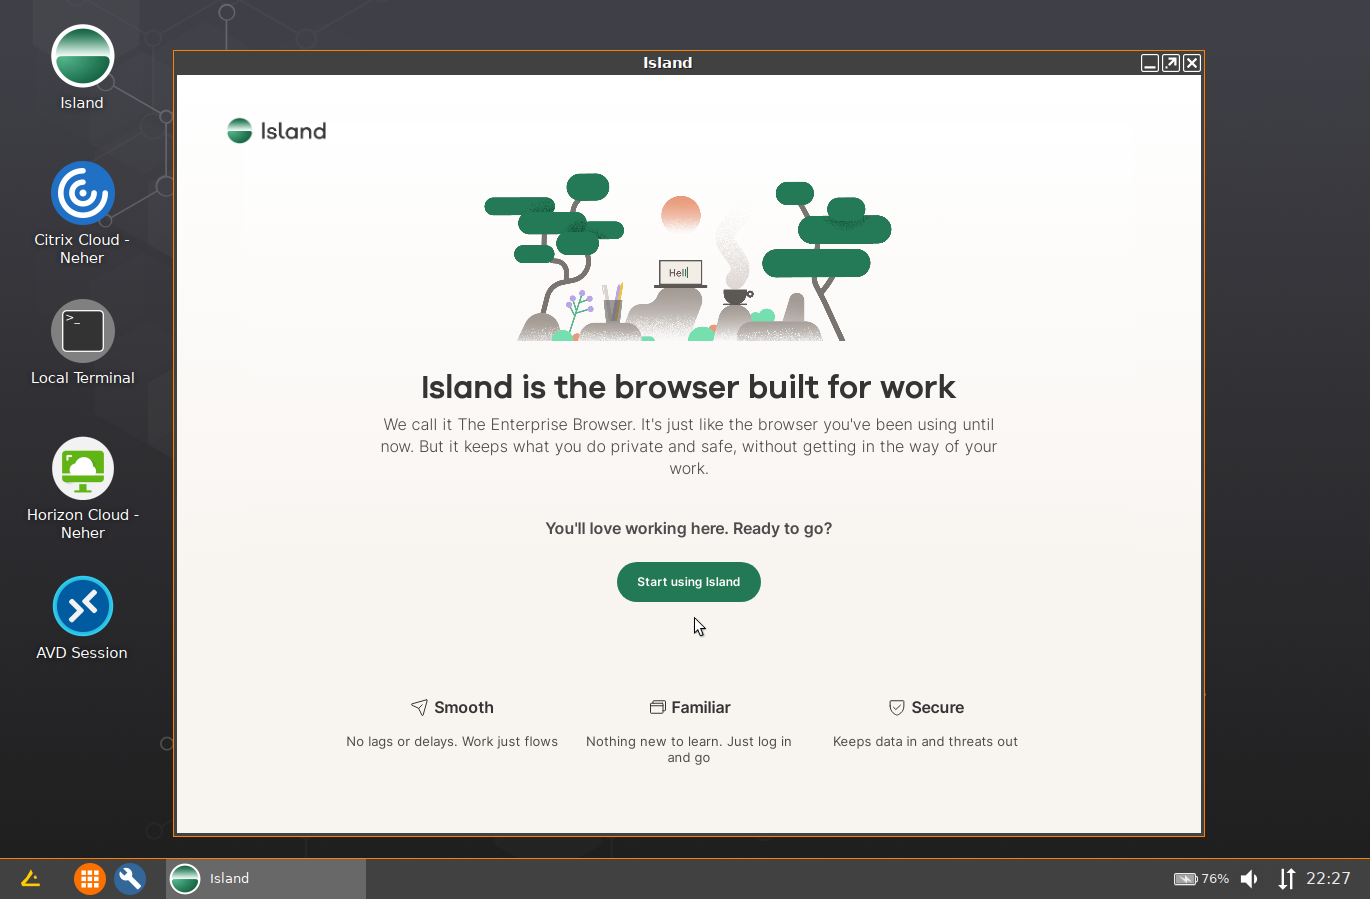 Island
Island
Citrix Cloud -
Neher
>_
Local Terminal
Horizon Cloud -
Neher
AVD Session
Island
Hell
Island is the browser built for work
We call it The Enterprise Browser. It's just like the browser you've been using until
now. But it keeps what you do private and safe, without getting in the way of your
work.
You'll love working here. Ready to go?
Start using Island
Smooth
Familiar
Secure
No lags or delays. Work just flows
Nothing new to learn. Just log in
and go
Keeps data in and threats out
Island
76%
22:27